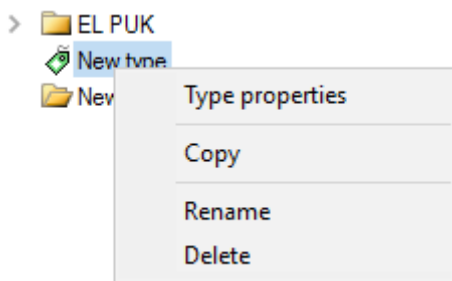 EL PUK
New type
New
Type properties
Copy
Rename
Delete